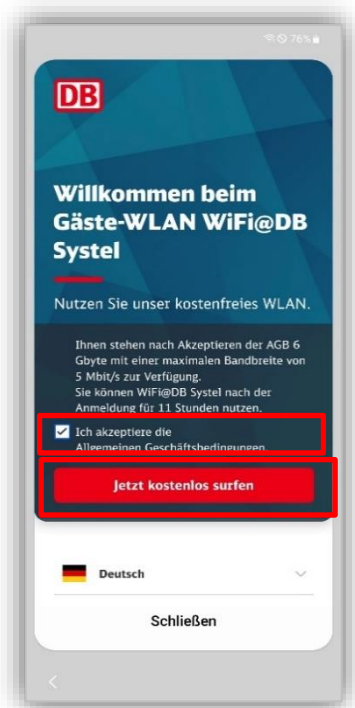 76%
DB
Willkommen beim
Gäste-WLAN WiFi@DB
Systel
Nutzen Sie unser kostenfreies WLAN.
Ihnen stehen nach Akzeptieren der AGB 6
Gbyte mit einer maximalen Bandbreite von
5 Mbit/s zur Verfügung.
Sie können WiFi@DB Systel nach der
Anmeldung für 11 Stunden nutzen.
Ich akzeptiere die
Allgemeinen Geschäftsbedingungen.
Jetzt kostenlos surfen
Deutsch
Schließen